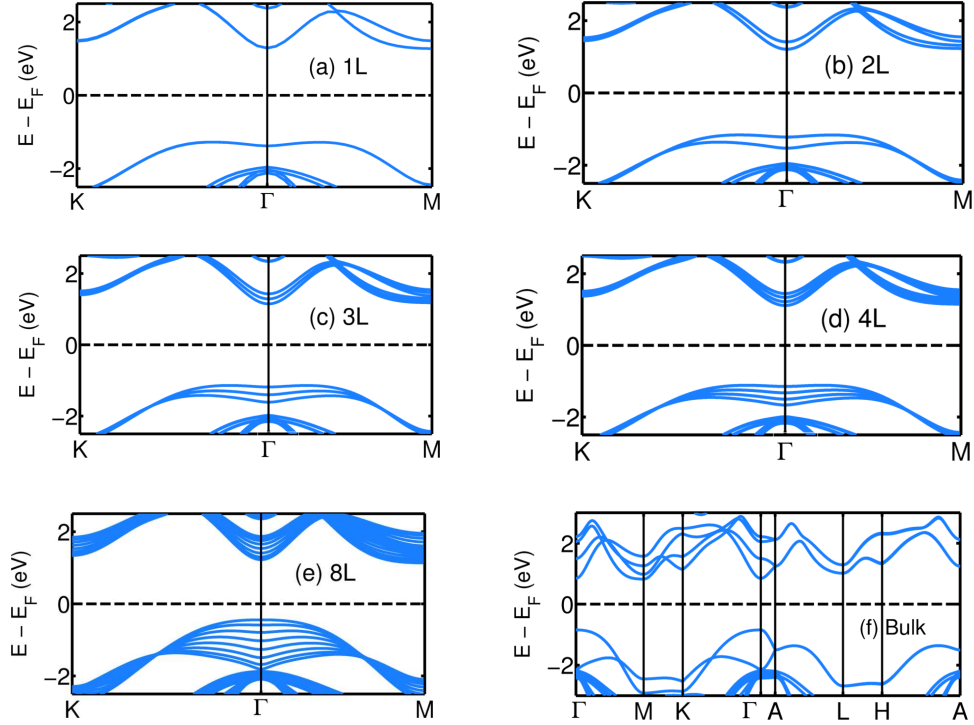 2
0
−2
E − E_F (eV)
(a) 1L
K Γ M
2
0
−2
E − E_F (eV)
(b) 2L
K Γ M
2
0
−2
E − E_F (eV)
(c) 3L
K Γ M
2
0
−2
E − E_F (eV)
(d) 4L
K Γ M
2
0
−2
E − E_F (eV)
(e) 8L
K Γ M
2
0
−2
E − E_F (eV)
(f) Bulk
Γ M K Γ A L H A